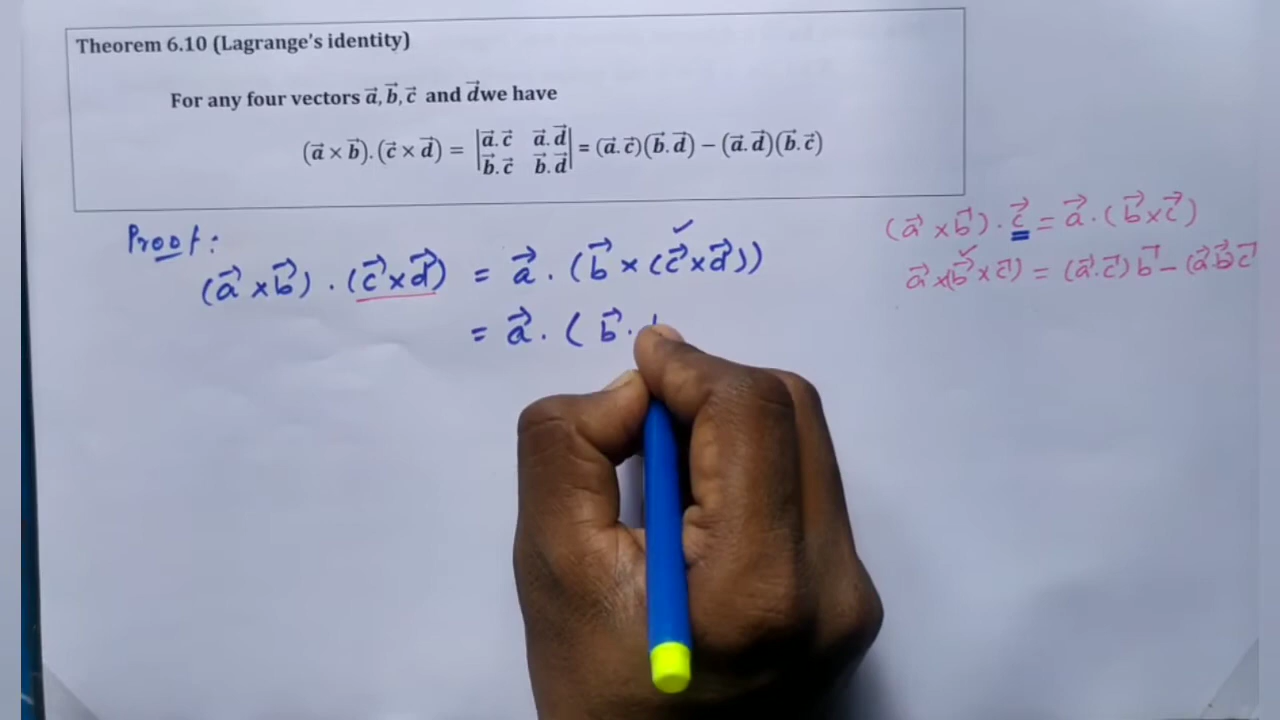 Theorem 6.10 (Lagrange's identity)
For any four vectors a⃗, b⃗, c⃗ and d⃗we have
(a⃗ × b⃗). (c⃗ × d⃗) = |a⃗. c⃗ a⃗. d⃗| = (a⃗. c⃗)(b⃗. d⃗) − (a⃗. d⃗)(b⃗. c⃗)
|b⃗. c⃗ b⃗. d⃗|
(a⃗ × b⃗) . c⃗ = a⃗ . (b⃗ × c⃗)
Proof :
(a⃗ × b⃗) . (c⃗ × d⃗) = a⃗ . (b⃗ × (c⃗ × d⃗))
a⃗ × (b⃗ × c⃗) = (a⃗ . c⃗) b⃗ − (a⃗ . b⃗) c⃗
= a⃗ . ( b⃗ .